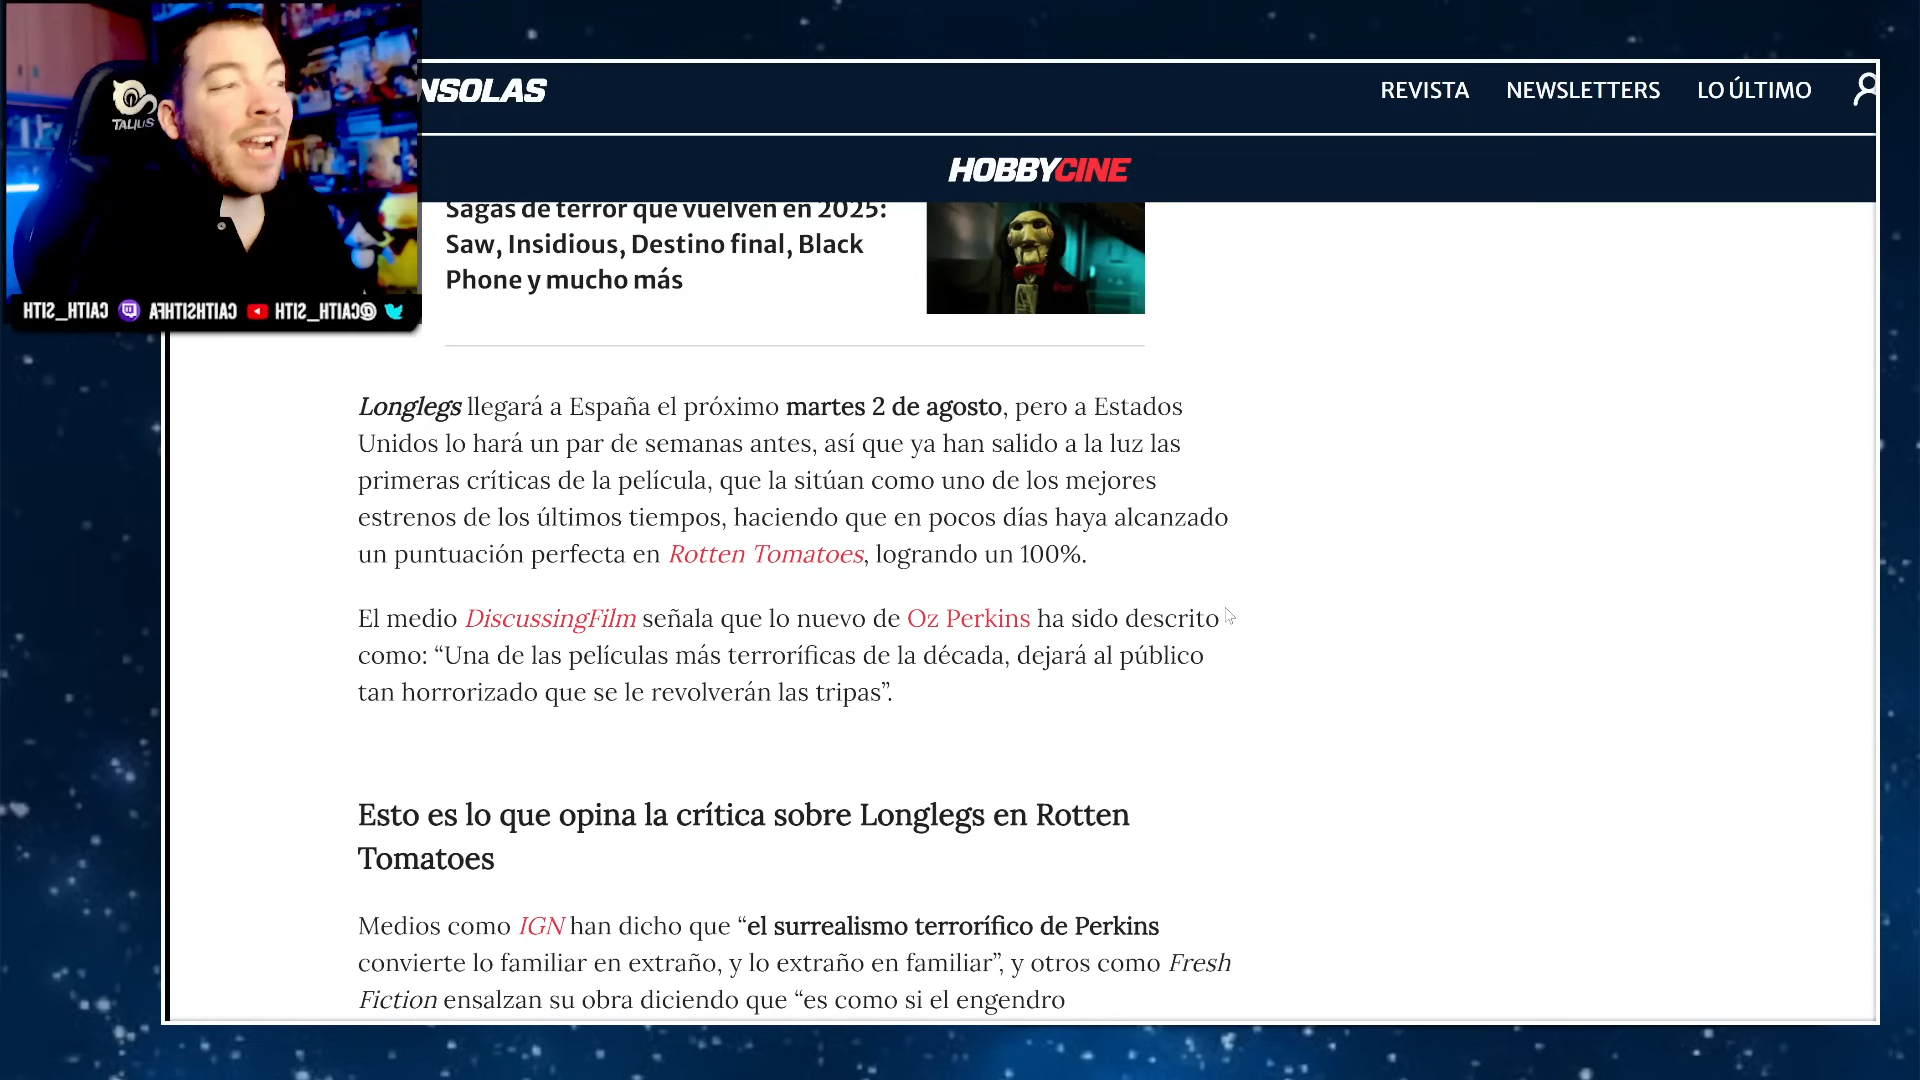 TALIUS
CAITH_SITH CAITHSITHFA @CAITH_SITH
NSOLAS
REVISTA NEWSLETTERS LO ÚLTIMO
HOBBYCINE
Sagas de terror que vuelven en 2025:
Saw, Insidious, Destino final, Black
Phone y mucho más
Longlegs llegará a España el próximo martes 2 de agosto, pero a Estados
Unidos lo hará un par de semanas antes, así que ya han salido a la luz las
primeras críticas de la película, que la sitúan como uno de los mejores
estrenos de los últimos tiempos, haciendo que en pocos días haya alcanzado
un puntuación perfecta en Rotten Tomatoes, logrando un 100%.
El medio DiscussingFilm señala que lo nuevo de Oz Perkins ha sido descrito
como: “Una de las películas más terroríficas de la década, dejará al público
tan horrorizado que se le revolverán las tripas”.
Esto es lo que opina la crítica sobre Longlegs en Rotten
Tomatoes
Medios como IGN han dicho que “el surrealismo terrorífico de Perkins
convierte lo familiar en extraño, y lo extraño en familiar”, y otros como Fresh
Fiction ensalzan su obra diciendo que “es como si el engendro